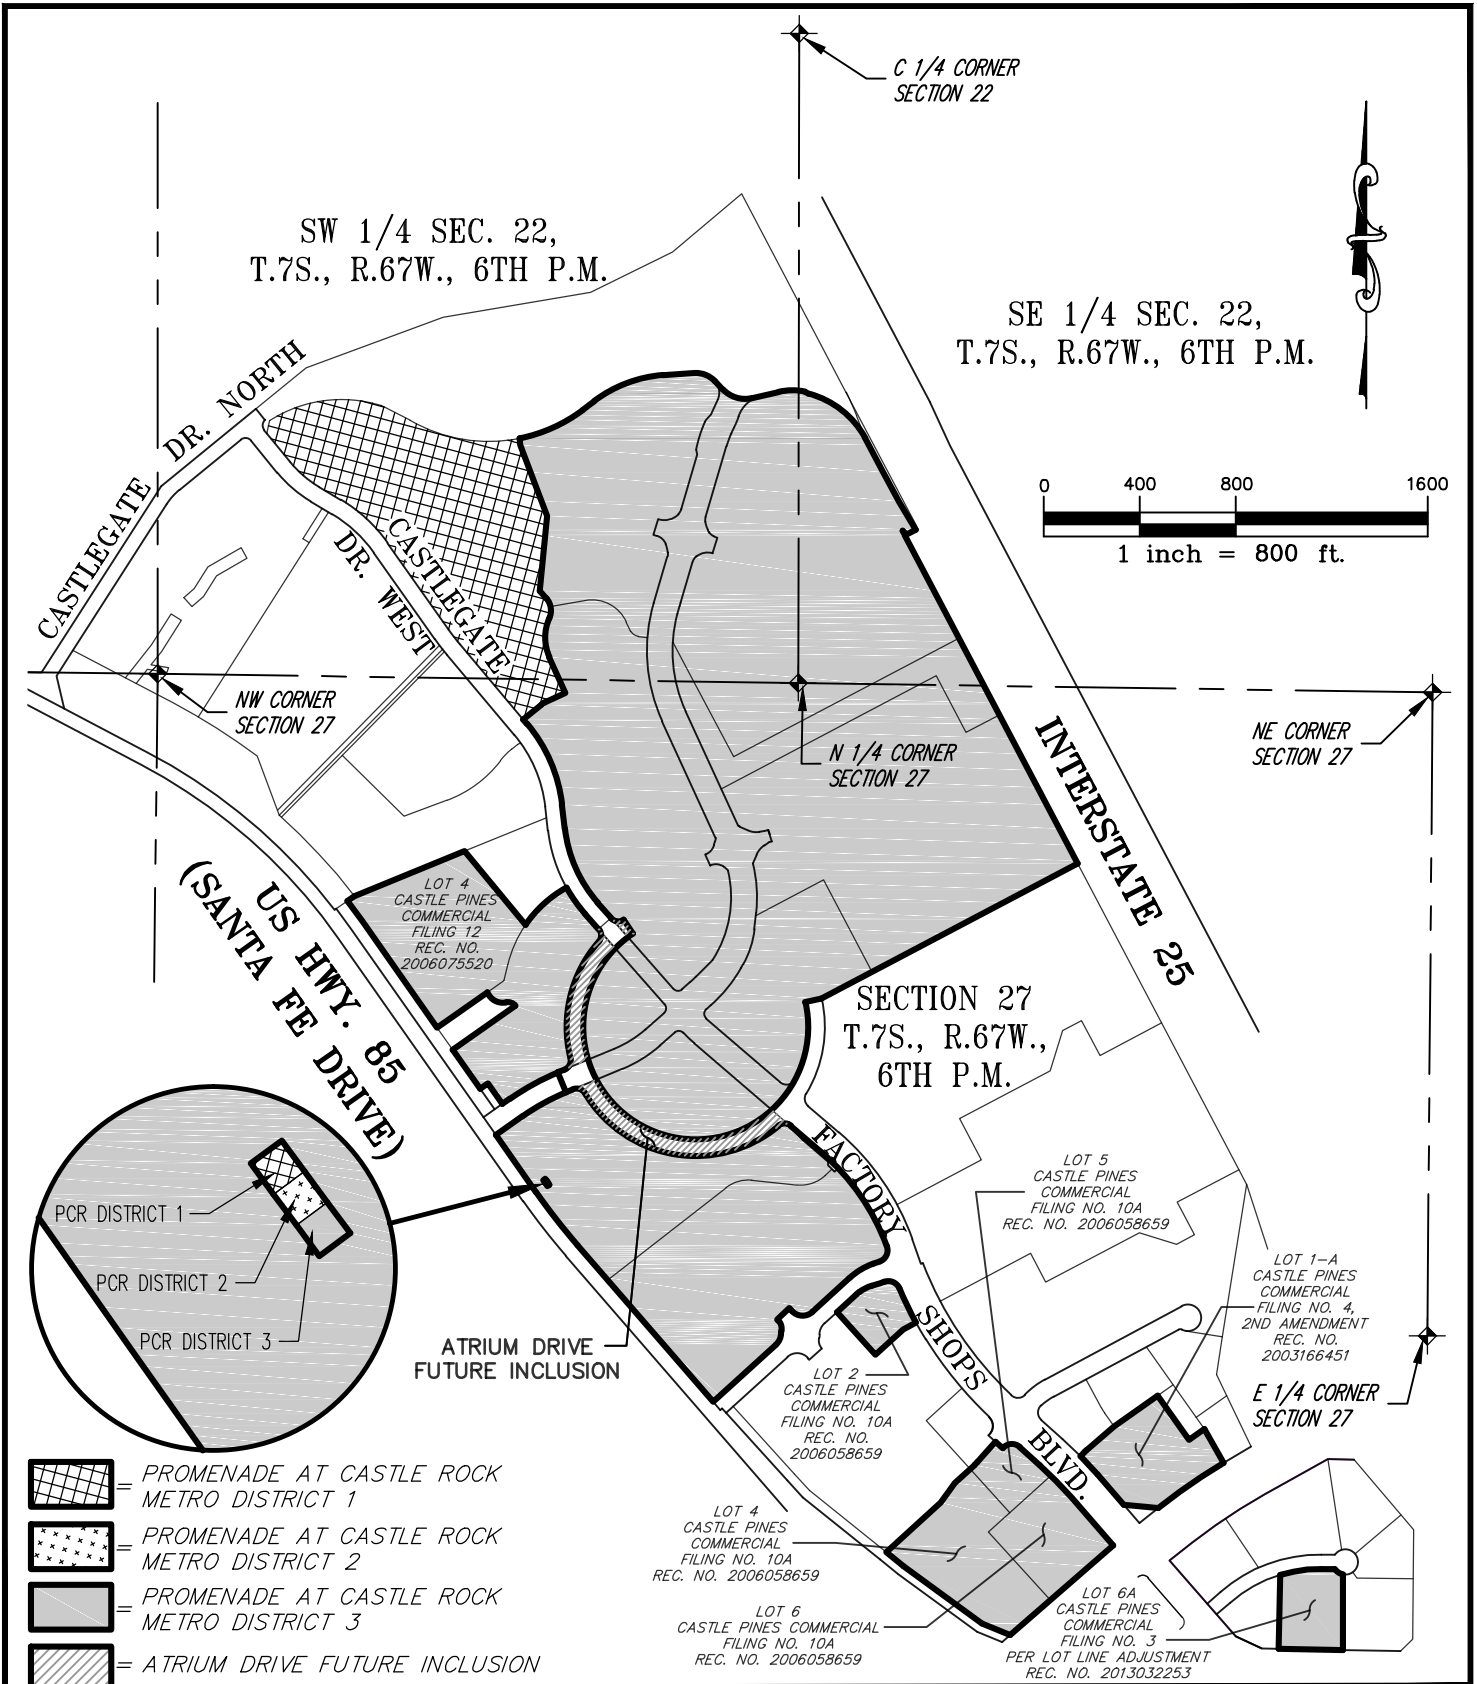 C 1/4 CORNER
SECTION 22
SW 1/4 SEC. 22,
T.7S., R.67W., 6TH P.M.
SE 1/4 SEC. 22,
T.7S., R.67W., 6TH P.M.
0 400 800 1600
1 inch = 800 ft.
CASTLEGATE DR. NORTH
CASTLEGATE
DR. WEST
NW CORNER
SECTION 27
N 1/4 CORNER
SECTION 27
NE CORNER
SECTION 27
INTERSTATE 25
US HWY. 85
(SANTA FE DRIVE)
LOT 4
CASTLE PINES
COMMERCIAL
FILING 12
REC. NO.
2006075520
SECTION 27
T.7S., R.67W.,
6TH P.M.
FACTORY SHOPS BLVD.
LOT 5
CASTLE PINES
COMMERCIAL
FILING NO. 10A
REC. NO. 2006058659
LOT 1-A
CASTLE PINES
COMMERCIAL
FILING NO. 4,
2ND AMENDMENT
REC. NO.
2003166451
E 1/4 CORNER
SECTION 27
PCR DISTRICT 1
PCR DISTRICT 2
PCR DISTRICT 3
ATRIUM DRIVE
FUTURE INCLUSION
LOT 2
CASTLE PINES
COMMERCIAL
FILING NO. 10A
REC. NO.
2006058659
LOT 4
CASTLE PINES
COMMERCIAL
FILING NO. 10A
REC. NO. 2006058659
LOT 6
CASTLE PINES COMMERCIAL
FILING NO. 10A
REC. NO. 2006058659
LOT 6A
CASTLE PINES
COMMERCIAL
FILING NO. 3
PER LOT LINE ADJUSTMENT
REC. NO. 2013032253
= PROMENADE AT CASTLE ROCK
METRO DISTRICT 1
= PROMENADE AT CASTLE ROCK
METRO DISTRICT 2
= PROMENADE AT CASTLE ROCK
METRO DISTRICT 3
= ATRIUM DRIVE FUTURE INCLUSION